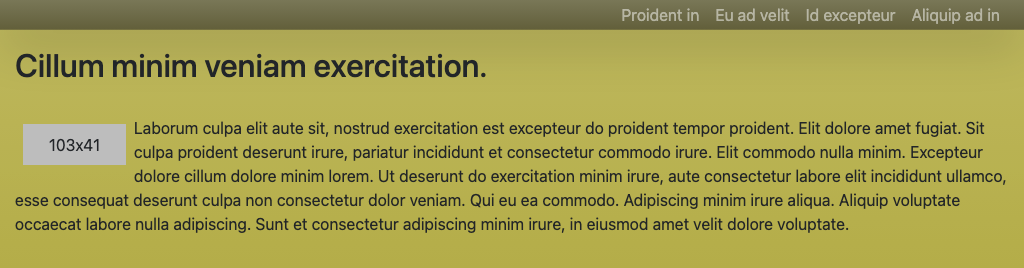 Proident in Eu ad velit Id excepteur Aliquip ad in
Cillum minim veniam exercitation.
103x41
Laborum culpa elit aute sit, nostrud exercitation est excepteur do proident tempor proident. Elit dolore amet fugiat. Sit
culpa proident deserunt irure, pariatur incididunt et consectetur commodo irure. Elit commodo nulla minim. Excepteur
dolore cillum dolore minim lorem. Ut deserunt do exercitation minim irure, aute consectetur labore elit incididunt ullamco,
esse consequat deserunt culpa non consectetur dolor veniam. Qui eu ea commodo. Adipiscing minim irure aliqua. Aliquip voluptate
occaecat labore nulla adipiscing. Sunt et consectetur adipiscing minim irure, in eiusmod amet velit dolore voluptate.